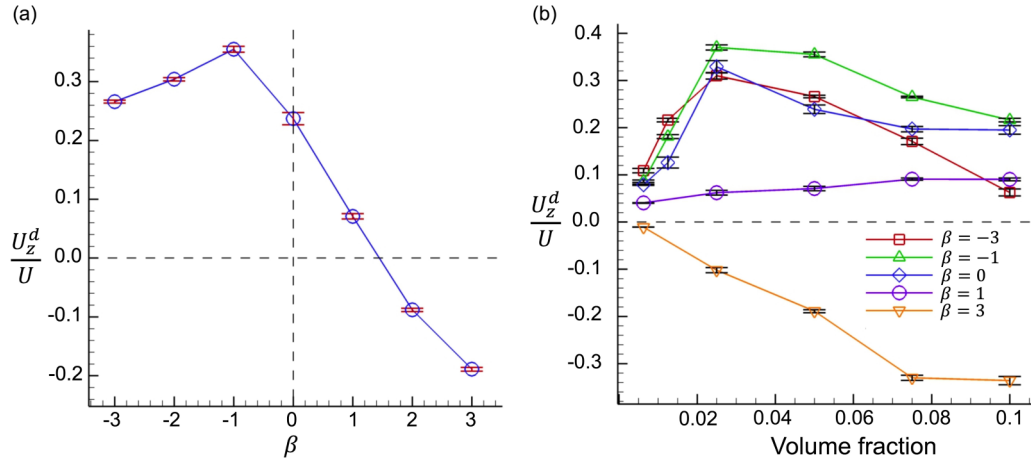 (a)
0.3
0.2
0.1
0.0
-0.1
-0.2
U_z^d
U
-3 -2 -1 0 1 2 3
β
(b)
0.4
0.3
0.2
0.1
0.0
-0.1
-0.2
-0.3
U_z^d
U
β = −3
β = −1
β = 0
β = 1
β = 3
0.02 0.04 0.06 0.08 0.1
Volume fraction